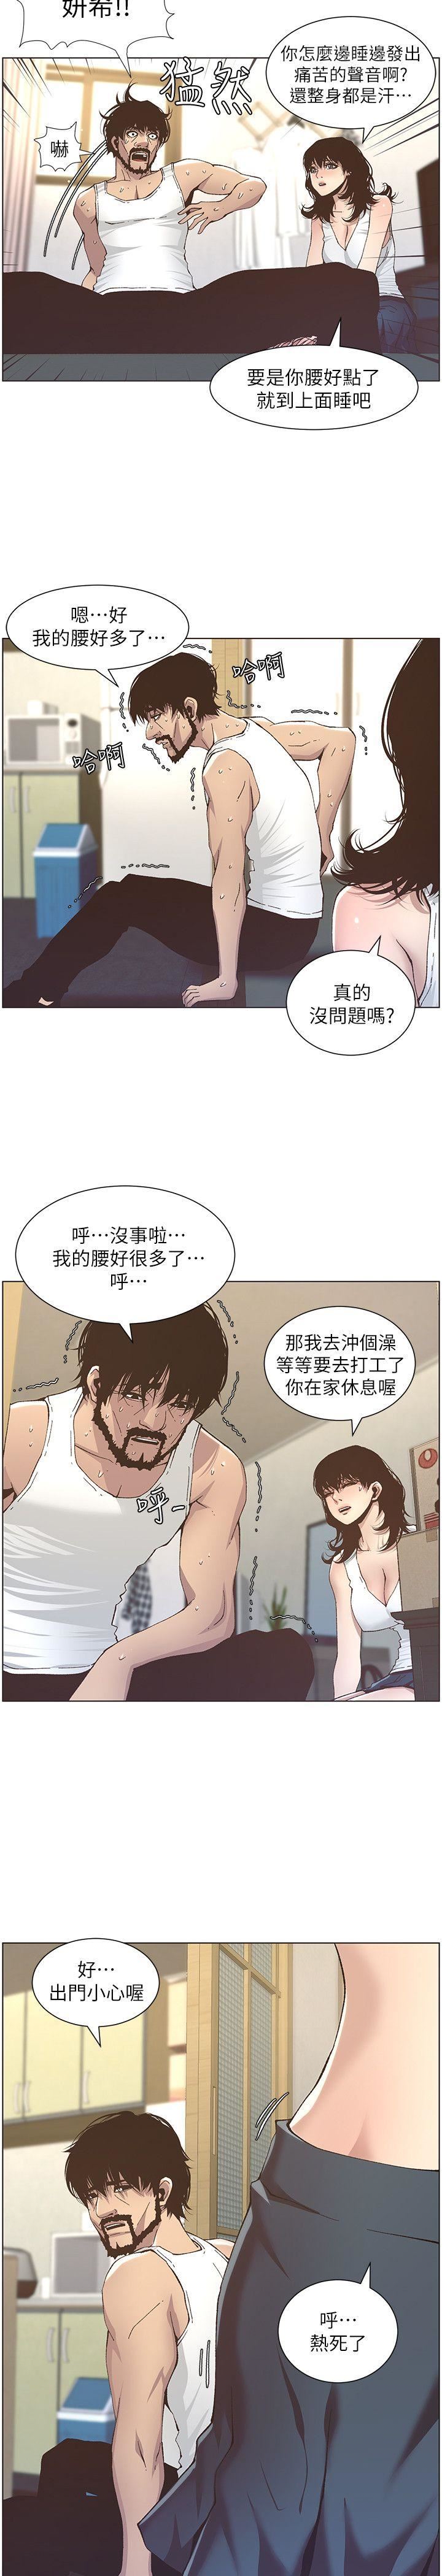 妍希!!
猛然
你怎麼邊睡邊發出
痛苦的聲音啊?
還整身都是汗…
嚇
要是你腰好點了
就到上面睡吧
嗯…好
我的腰好多了…
哈啊
哈啊
真的
沒問題嗎?
呼…沒事啦…
我的腰好很多了…
呼…
那我去沖個澡
等等要去打工了
你在家休息喔
呼-
好…
出門小心喔
呼…
熱死了